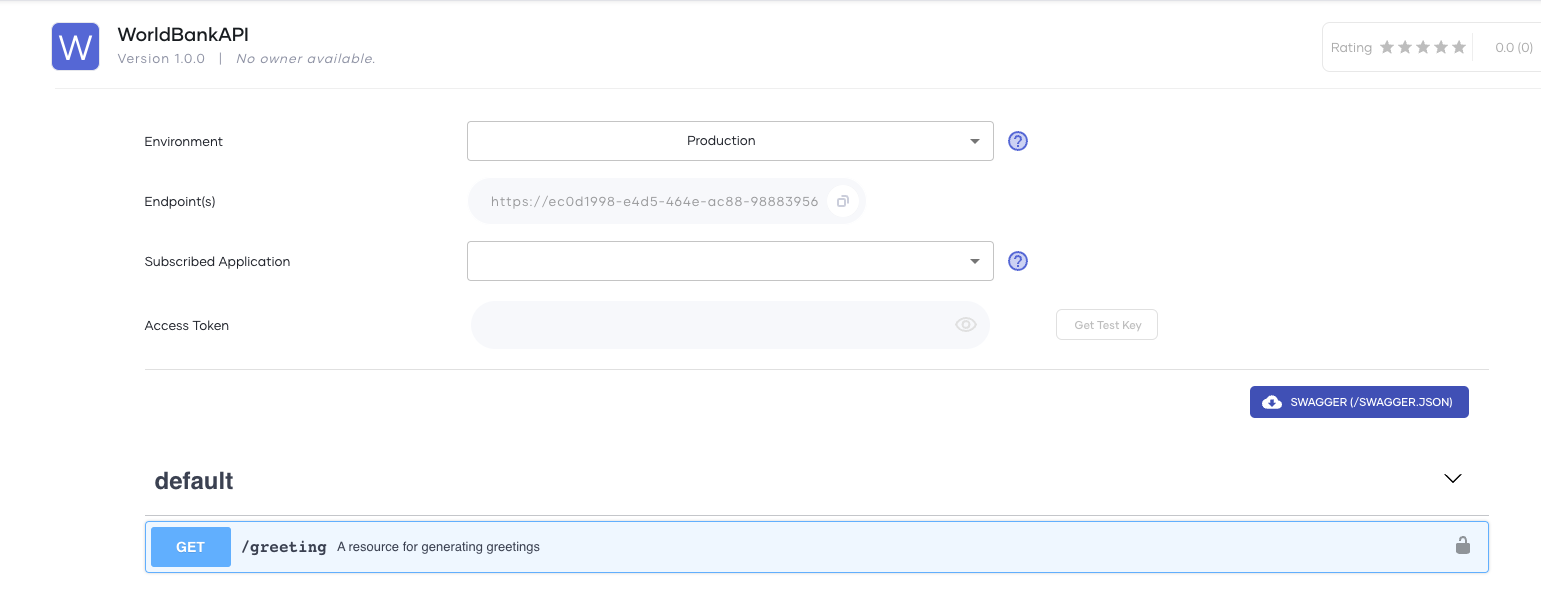 W
WorldBankAPI
Version 1.0.0 | No owner available.
Rating 0.0 (0)
Environment Production ?
Endpoint(s) https://ec0d1998-e4d5-464e-ac88-98883956
Subscribed Application ?
Access Token Get Test Key
SWAGGER (/SWAGGER.JSON)
default
GET /greeting A resource for generating greetings